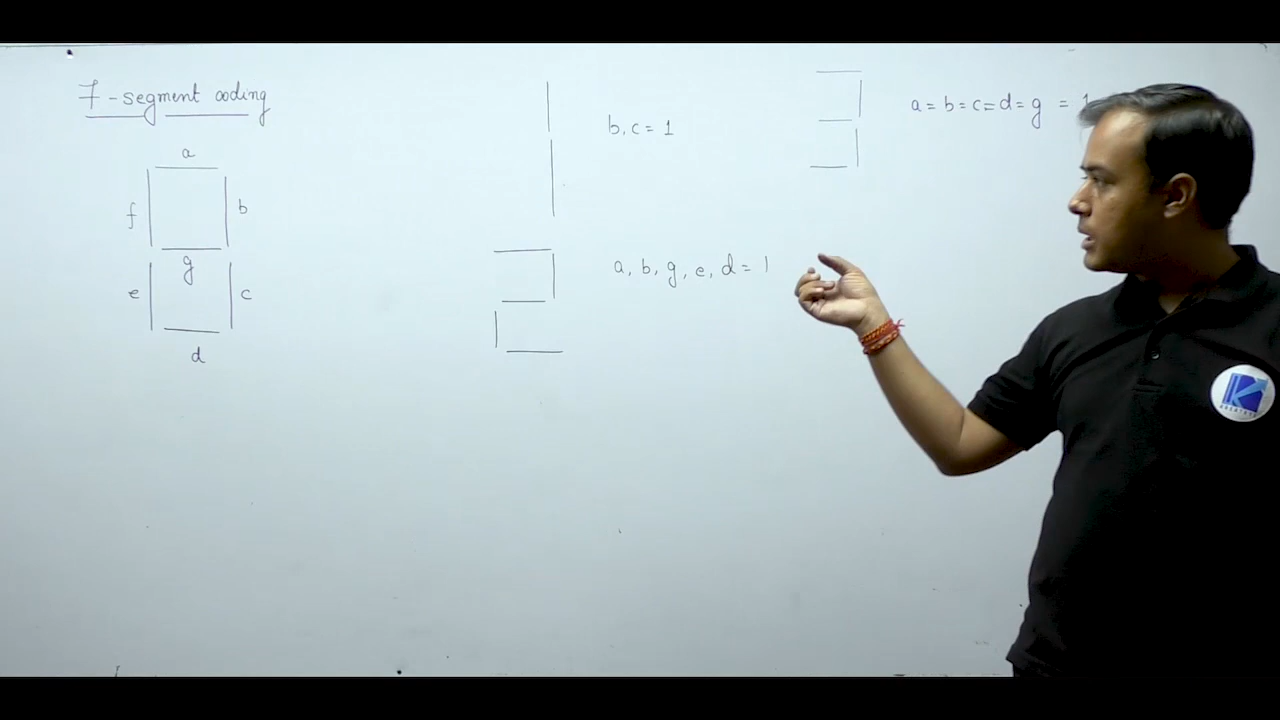 7-segment coding
a
f b
g
e c
d
b, c = 1
a, b, g, e, d = 1
a = b = c = d = g = 1